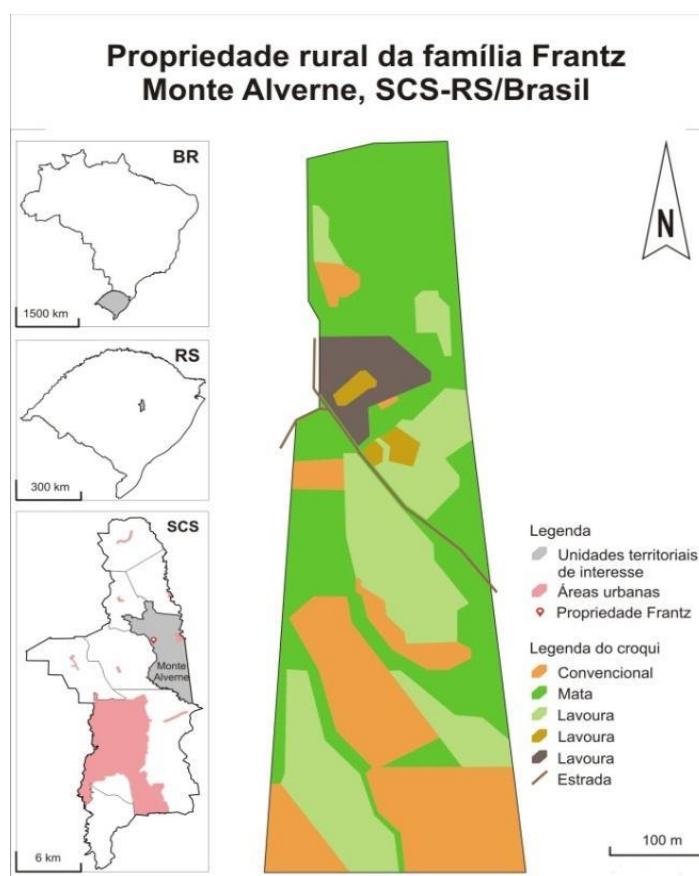 Propriedade rural da família Frantz
Monte Alverne, SCS-RS/Brasil
BR
1500 km
RS
300 km
SCS
Monte
Alverne
6 km
N
Legenda
Unidades territoriais
de interesse
Áreas urbanas
Propriedade Frantz
Legenda do croqui
Convencional
Mata
Lavoura
Lavoura
Lavoura
Estrada
100 m